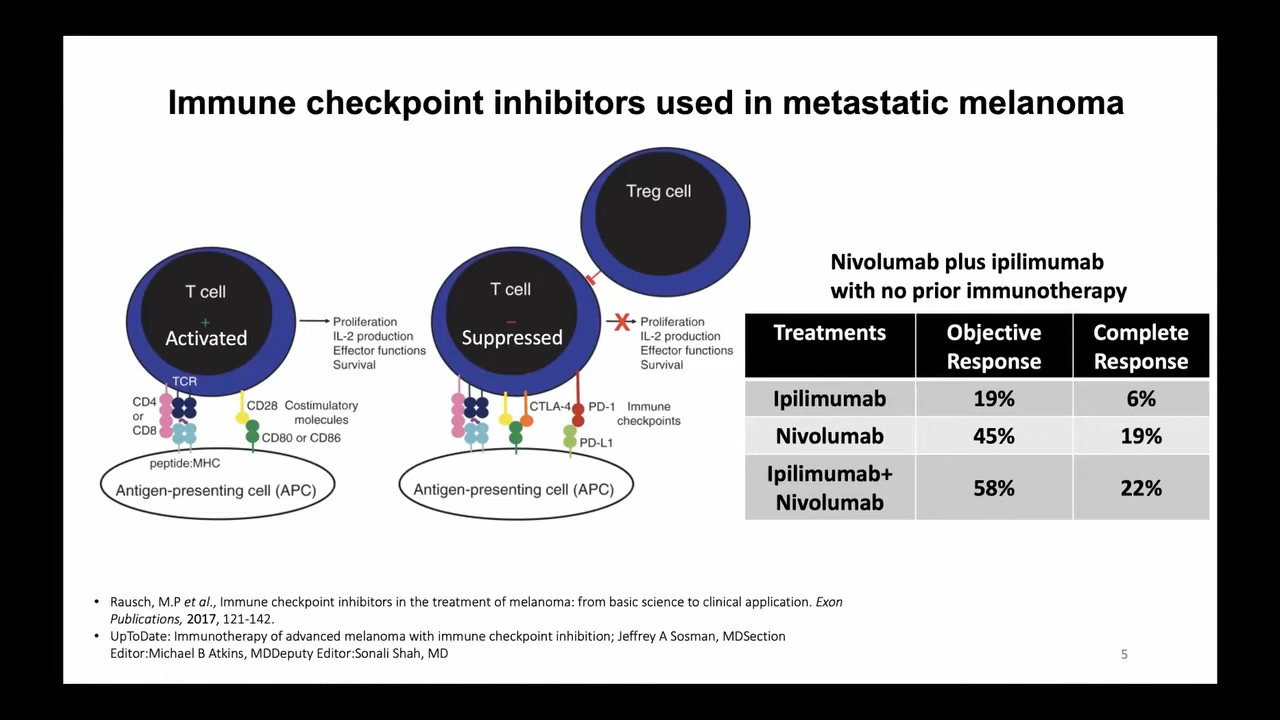 Immune checkpoint inhibitors used in metastatic melanoma
Treg cell
T cell
+
Activated
Proliferation
IL-2 production
Effector functions
Survival
TCR
CD4
or
CD8
CD28
Costimulatory
molecules
CD80 or CD86
peptide:MHC
Antigen-presenting cell (APC)
T cell
–
Suppressed
X
Proliferation
IL-2 production
Effector functions
Survival
CTLA-4
PD-1
Immune
checkpoints
PD-L1
Antigen-presenting cell (APC)
Nivolumab plus ipilimumab
with no prior immunotherapy
Treatments
Objective
Response
Complete
Response
Ipilimumab 19% 6%
Nivolumab 45% 19%
Ipilimumab+
Nivolumab
58% 22%
• Rausch, M.P et al., Immune checkpoint inhibitors in the treatment of melanoma: from basic science to clinical application. Exon
Publications, 2017, 121-142.
• UpToDate: Immunotherapy of advanced melanoma with immune checkpoint inhibition; Jeffrey A Sosman, MDSection
Editor:Michael B Atkins, MDDeputy Editor:Sonali Shah, MD
5